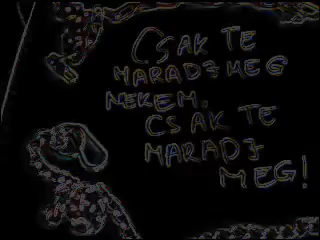 CSAK TE
MARADJ MEG
NEKEM.
CSAK TE
MARADJ
MEG!